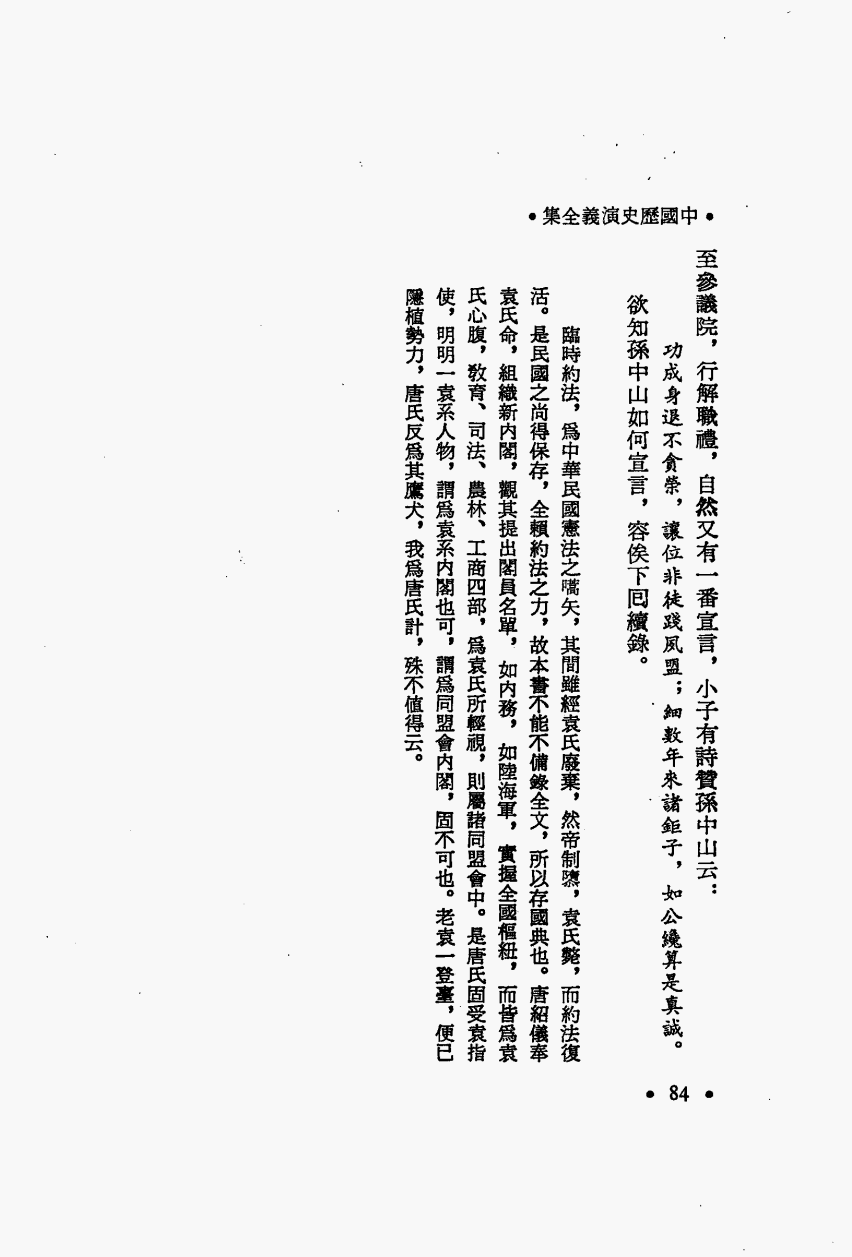 •中國歷史演義全集•
至參議院，行解職禮，自然又有一番宣言，小子有詩贊孫中山云：
功成身退不貪榮，讓位非徒踐夙盟；細數年來諸鉅子，如公纔算是真誠。
欲知孫中山如何宣言，容俟下囘續錄。
臨時約法，爲中華民國憲法之嚆矢，其間雖經袁氏廢棄，然帝制隳，袁氏斃，而約法復
活。是民國之尚得保存，全賴約法之力，故本書不能不備錄全文，所以存國典也。唐紹儀奉
袁氏命，組織新內閣，觀其提出閣員名單，如內務，如陸海軍，實握全國樞紐，而皆爲袁
氏心腹，敎育、司法、農林、工商四部，爲袁氏所輕視，則屬諸同盟會中。是唐氏固受袁指
使，明明一袁系人物，謂爲袁系內閣也可，謂爲同盟會內閣，固不可也。老袁一登臺，便已
隱植勢力，唐氏反爲其鷹犬，我爲唐氏計，殊不值得云。
•84•